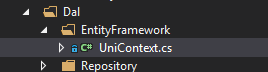 Dal
EntityFramework
C# UniContext.cs
Repository